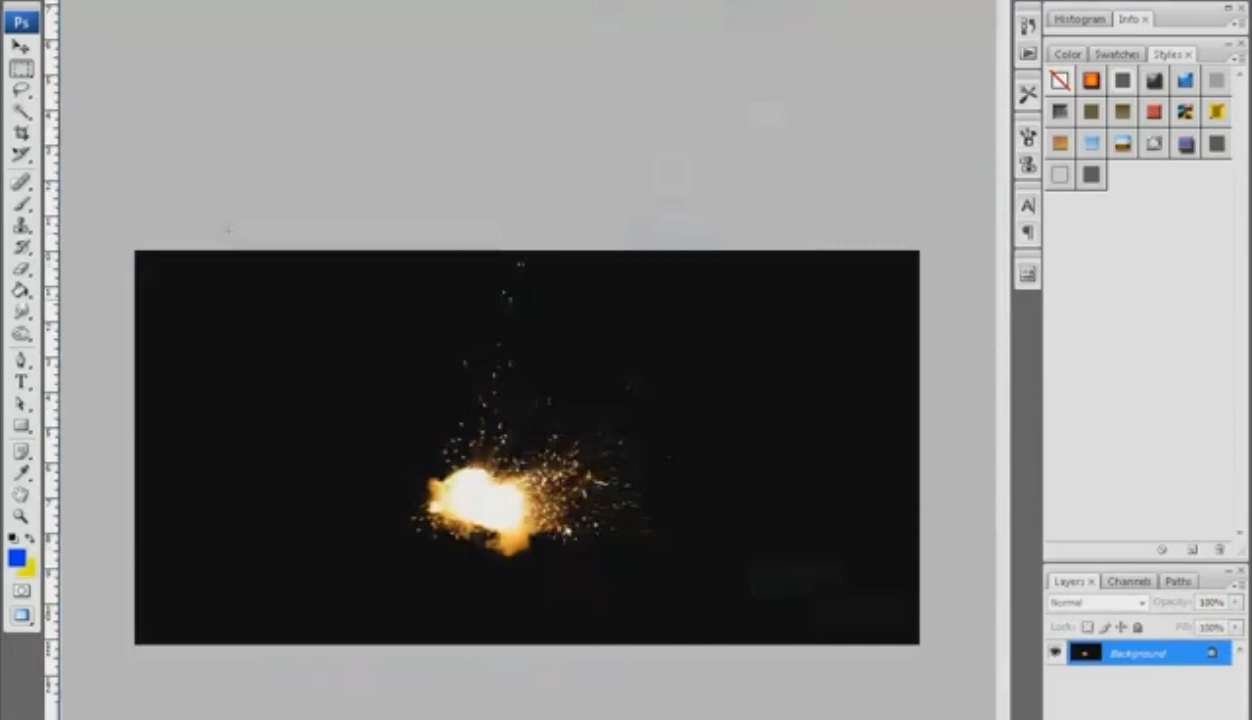 Ps
Histogram Info ×
Color Swatches Styles ×
A
T
Layers × Channels Paths
Normal Opacity: 100%
Lock: Fill: 100%
Background